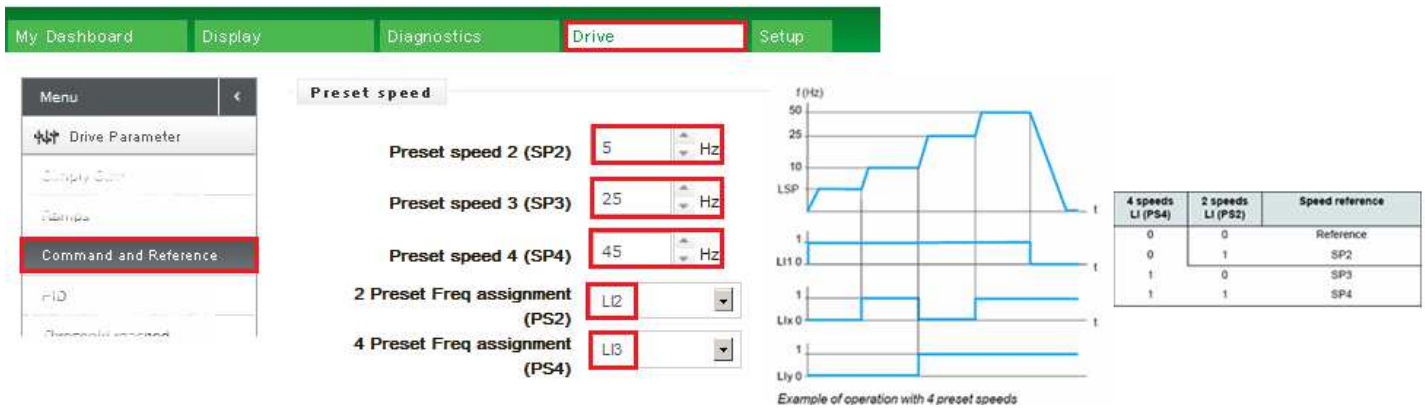 My Dashboard Display Diagnostics Drive Setup
Menu
Drive Parameter
Ramps
Command and Reference
PID
Preset speed
Preset speed 2 (SP2) 5 Hz
Preset speed 3 (SP3) 25 Hz
Preset speed 4 (SP4) 45 Hz
2 Preset Freq assignment
(PS2) LI2
4 Preset Freq assignment
(PS4) LI3
f (Hz)
50
25
10
LSP
t
1
LI1 0
t
1
LIx 0
t
1
LIy 0
Example of operation with 4 preset speeds
4 speeds LI (PS4) 2 speeds LI (PS2) Speed reference
0 0 Reference
0 1 SP2
1 0 SP3
1 1 SP4